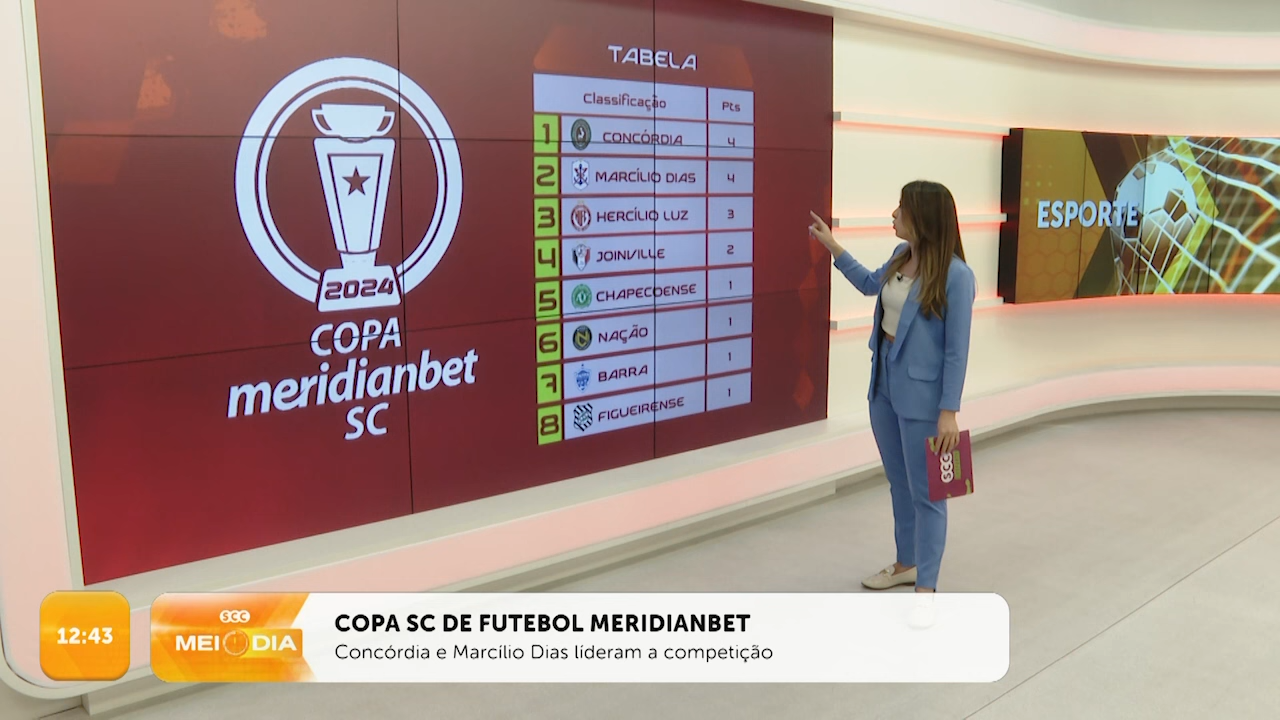 TABELA
Classificação Pts
1 CONCÓRDIA 4
2 MARCÍLIO DIAS 4
3 HERCÍLIO LUZ 3
4 JOINVILLE 2
5 CHAPECOENSE 1
6 NAÇÃO 1
7 BARRA 1
8 FIGUEIRENSE 1
2024
COPA
meridianbet
SC
ESPORTE
SCC
12:43
SCC
MEIO DIA
COPA SC DE FUTEBOL MERIDIANBET
Concórdia e Marcílio Dias líderam a competição